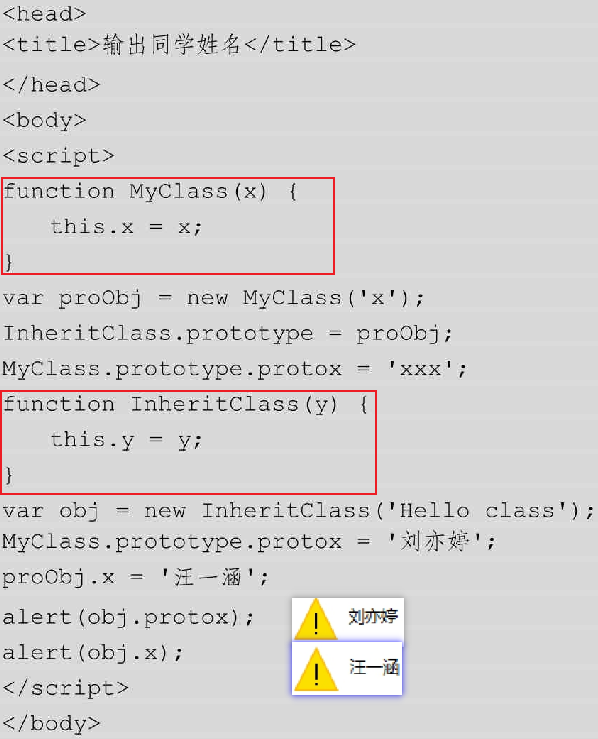 <head>
<title>输出同学姓名</title>
</head>
<body>
<script>
function MyClass(x) {
this.x = x;
}
var proObj = new MyClass('x');
InheritClass.prototype = proObj;
MyClass.prototype.protox = 'xxx';
function InheritClass(y) {
this.y = y;
}
var obj = new InheritClass('Hello class');
MyClass.prototype.protox = '刘亦婷';
proObj.x = '汪一涵';
alert(obj.protox); 刘亦婷
alert(obj.x); 汪一涵
</script>
</body>